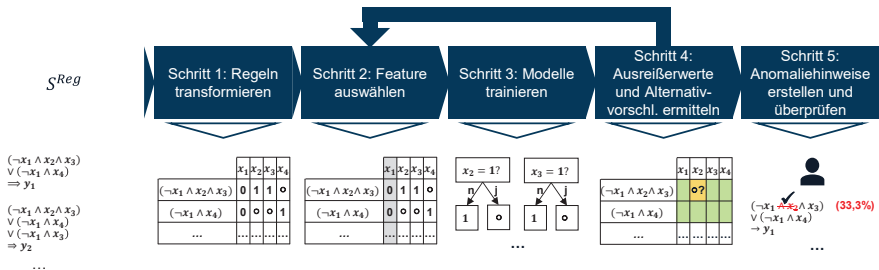 S^Reg
Schritt 1: Regeln
transformieren
Schritt 2: Feature
auswählen
Schritt 3: Modelle
trainieren
Schritt 4:
Ausreißerwerte
und Alternativ-
vorschl. ermitteln
Schritt 5:
Anomaliehinweise
erstellen und
überprüfen
(¬x₁ ∧ x₂∧ x₃)
∨ (¬x₁ ∧ x₄)
⟹ y₁
(¬x₁ ∧ x₂∧ x₃)
∨ (¬x₁ ∧ x₄)
∨ (¬x₁ ∧ x₃)
⇒ y₂
...
x₁ x₂ x₃ x₄
(¬x₁ ∧ x₂∧ x₃) 0 1 1 o
(¬x₁ ∧ x₄) 0 o o 1
... ... ... ... ...
x₁ x₂ x₃ x₄
(¬x₁ ∧ x₂∧ x₃) 0 1 1 o
(¬x₁ ∧ x₄) 0 o o 1
... ... ... ... ...
x₂ = 1?
n j
1 o
x₃ = 1?
n j
1 o
...
x₁ x₂ x₃ x₄
(¬x₁ ∧ x₂∧ x₃) o?
(¬x₁ ∧ x₄)
... ... ... ... ...
(¬x₁ ∧ x₂ ∧ x₃) (33,3%)
∨ (¬x₁ ∧ x₄)
→ y₁
...